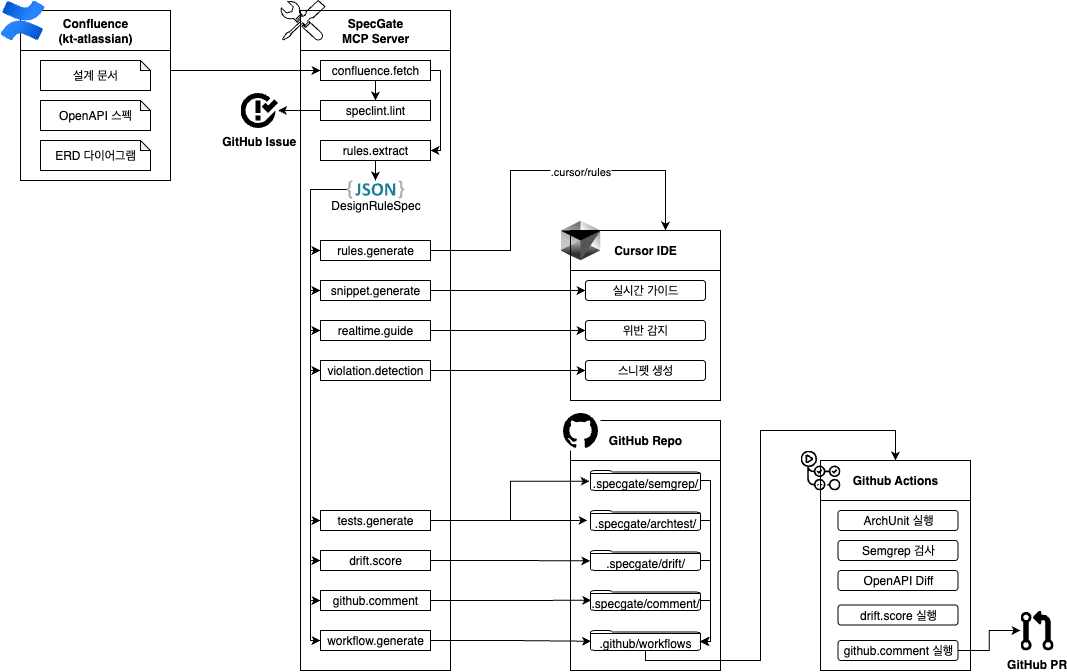 Confluence
(kt-atlassian)
설계 문서
OpenAPI 스펙
ERD 다이어그램
SpecGate
MCP Server
confluence.fetch
speclint.lint
GitHub Issue
rules.extract
{JSON}
DesignRuleSpec
rules.generate
snippet.generate
realtime.guide
violation.detection
tests.generate
drift.score
github.comment
workflow.generate
.cursor/rules
Cursor IDE
실시간 가이드
위반 감지
스니펫 생성
GitHub Repo
.specgate/semgrep/
.specgate/archtest/
.specgate/drift/
.specgate/comment/
.github/workflows
Github Actions
ArchUnit 실행
Semgrep 검사
OpenAPI Diff
drift.score 실행
github.comment 실행
GitHub PR